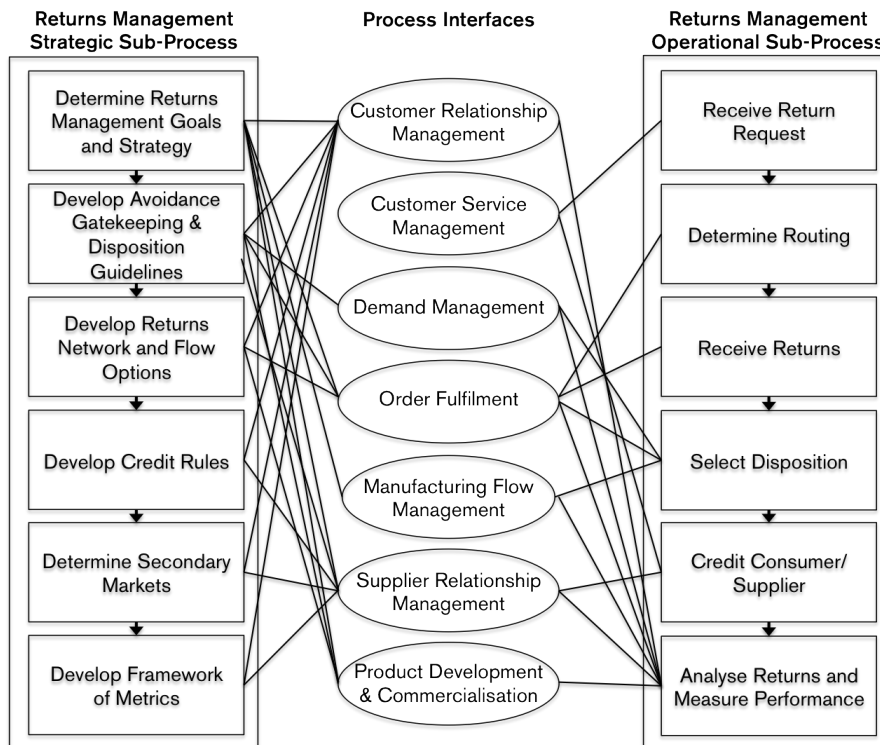 Returns Management
Strategic Sub-Process
Determine Returns
Management Goals
and Strategy
Develop Avoidance
Gatekeeping &
Disposition
Guidelines
Develop Returns
Network and Flow
Options
Develop Credit Rules
Determine Secondary
Markets
Develop Framework
of Metrics
Process Interfaces
Customer Relationship
Management
Customer Service
Management
Demand Management
Order Fulfilment
Manufacturing Flow
Management
Supplier Relationship
Management
Product Development
& Commercialisation
Returns Management
Operational Sub-Process
Receive Return
Request
Determine Routing
Receive Returns
Select Disposition
Credit Consumer/
Supplier
Analyse Returns and
Measure Performance